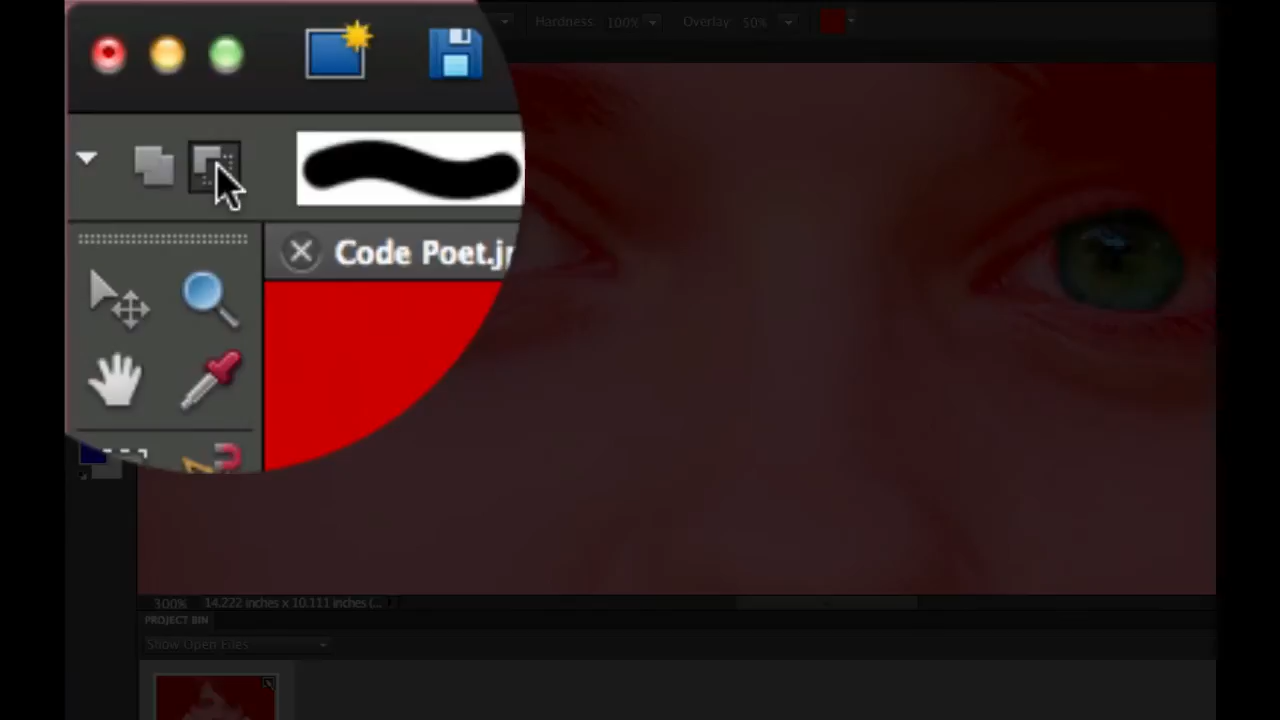 Hardness: 100% Overlay 50%
Code Poet.j
300% 14.222 inches x 10.111 inches (...
PROJECT BIN
Show Open Files